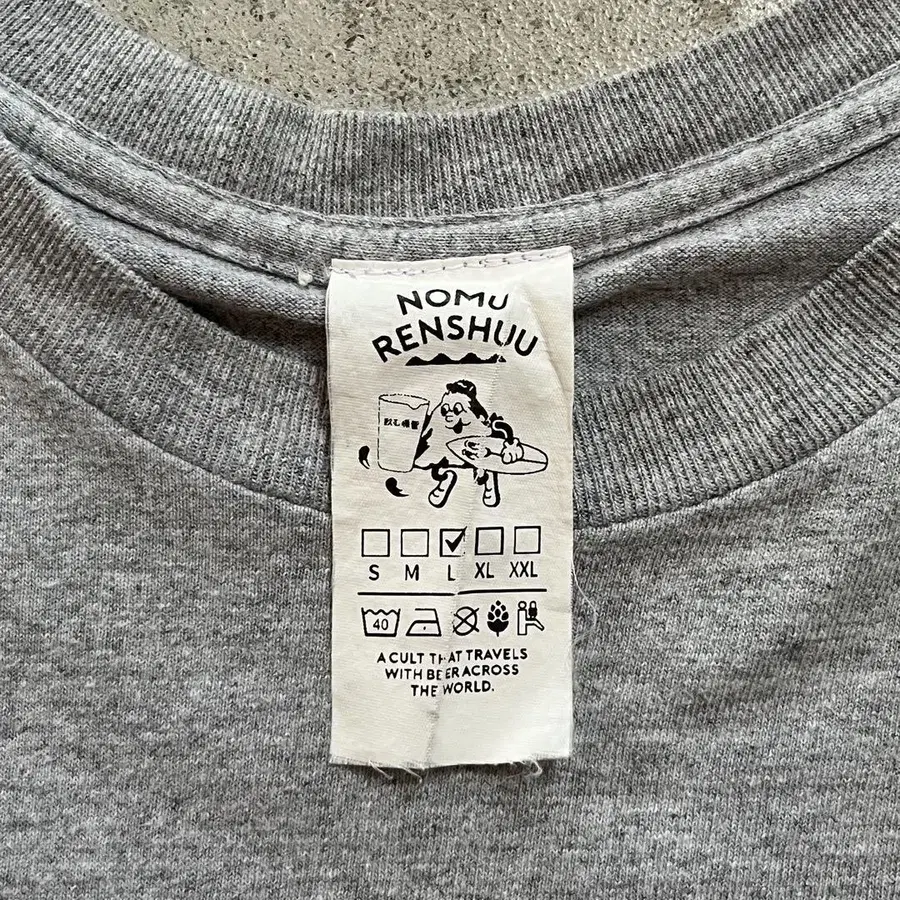 NOMU
RENSHUU
S M L XL XXL
40
A CULT THAT TRAVELS
WITH BEER ACROSS
THE WORLD.